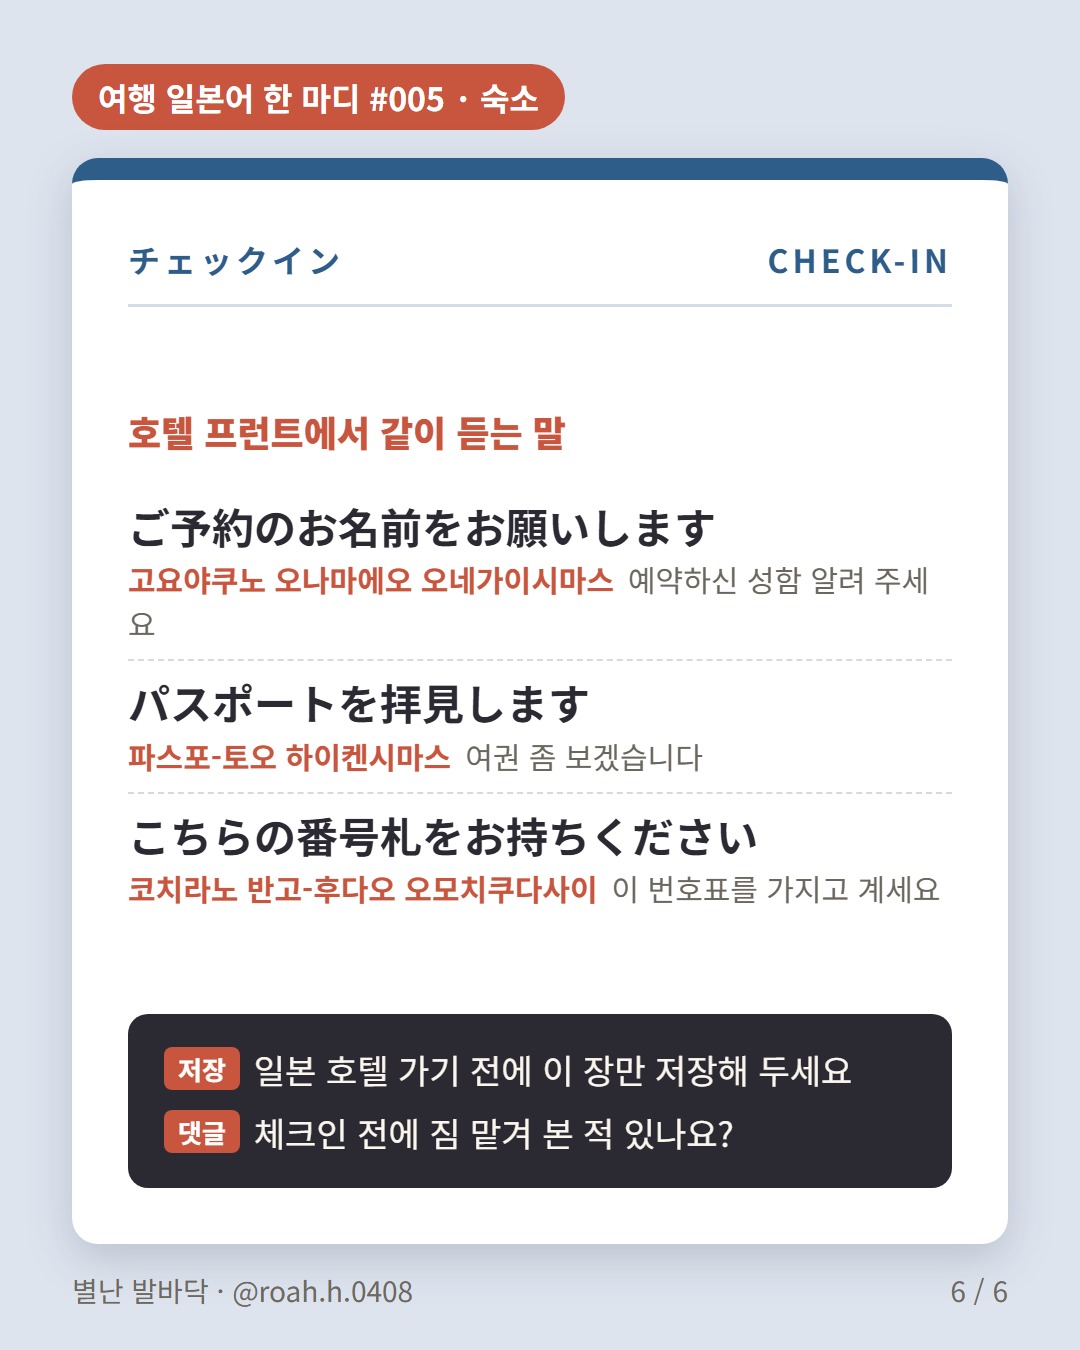 여행 일본어 한 마디 #005 · 숙소
チェックイン CHECK-IN
호텔 프런트에서 같이 듣는 말
ご予約のお名前をお願いします
고요야쿠노 오나마에오 오네가이시마스 예약하신 성함 알려 주세
요
パスポートを拝見します
파스포-토오 하이켄시마스 여권 좀 보겠습니다
こちらの番号札をお持ちください
코치라노 반고-후다오 오모치쿠다사이 이 번호표를 가지고 계세요
저장 일본 호텔 가기 전에 이 장만 저장해 두세요
댓글 체크인 전에 짐 맡겨 본 적 있나요?
별난 발바닥 · @roah.h.0408
6 / 6